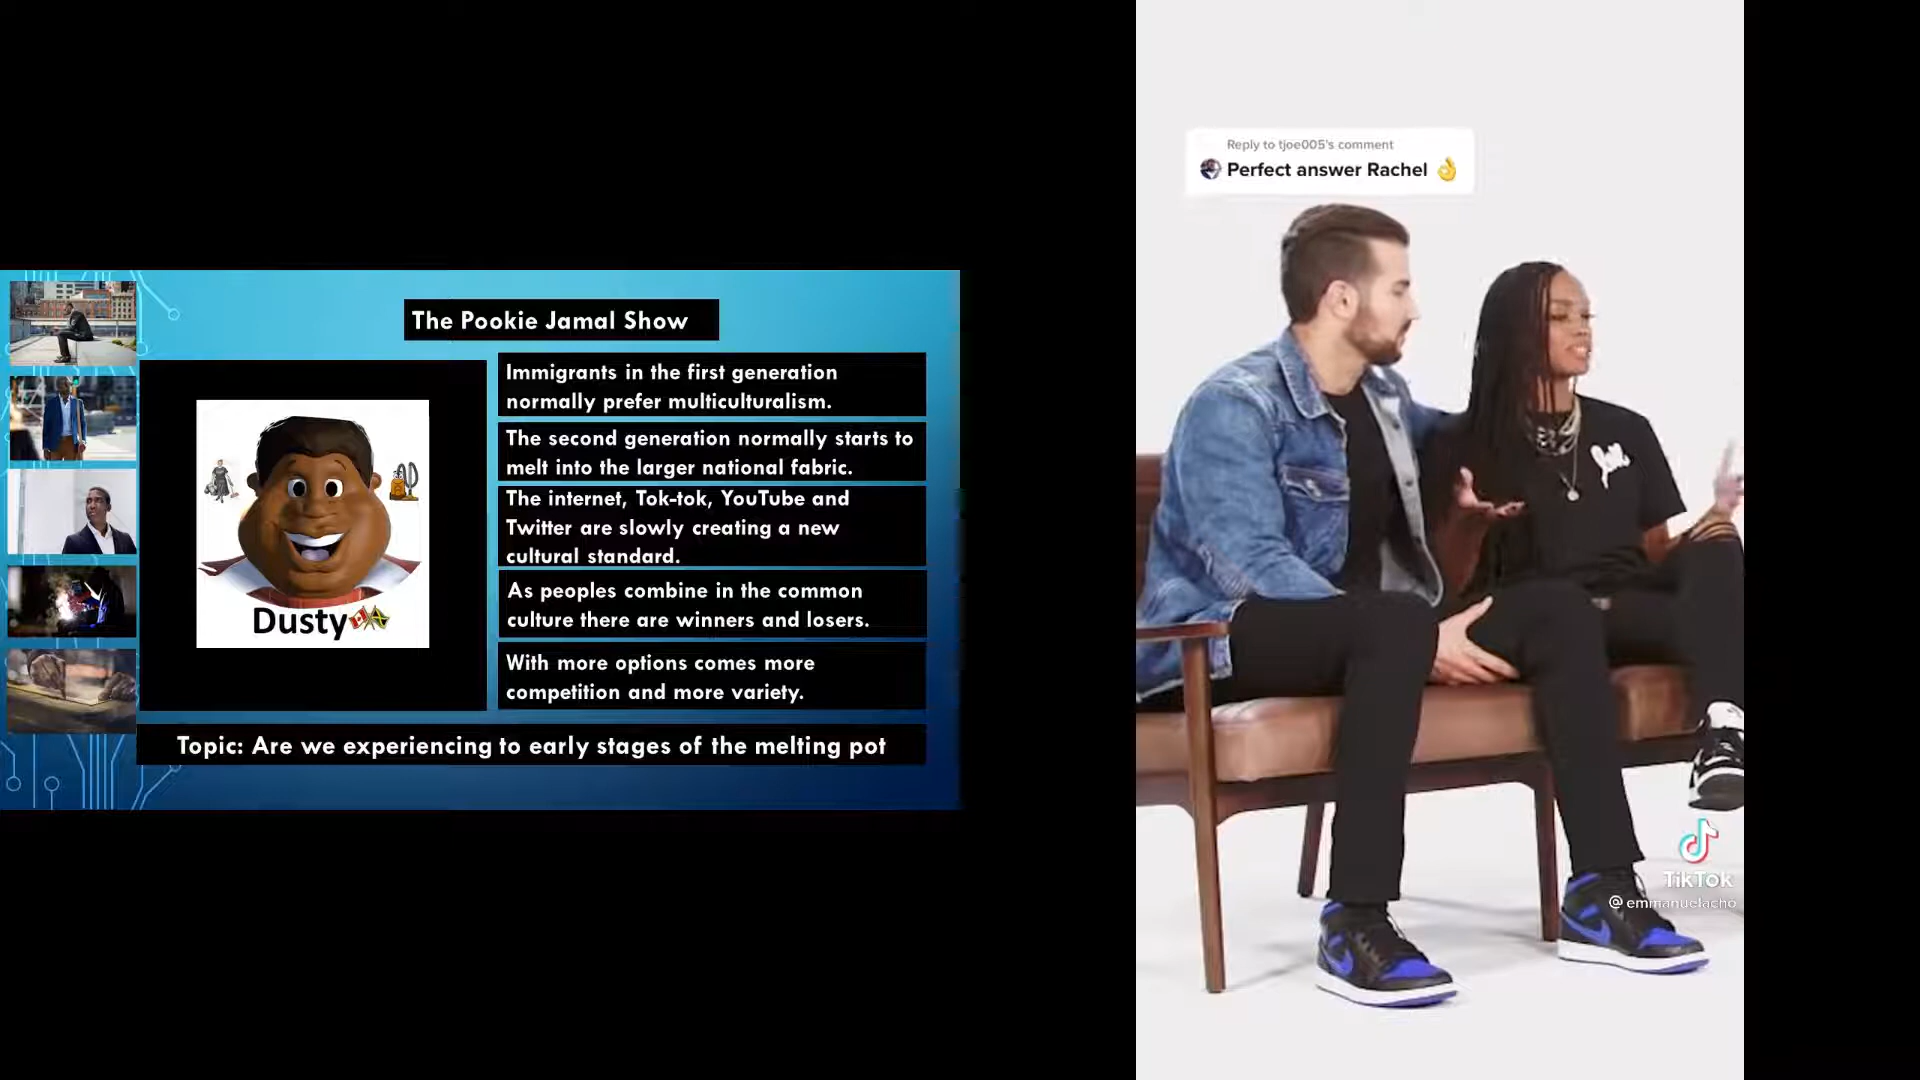 The Pookie Jamal Show
Immigrants in the first generation
normally prefer multiculturalism.
The second generation normally starts to
melt into the larger national fabric.
The internet, Tok-tok, YouTube and
Twitter are slowly creating a new
cultural standard.
As peoples combine in the common
culture there are winners and losers.
With more options comes more
competition and more variety.
Dusty
Topic: Are we experiencing to early stages of the melting pot
Reply to tjoe005's comment
Perfect answer Rachel 👌
TikTok
@emmanuelacho